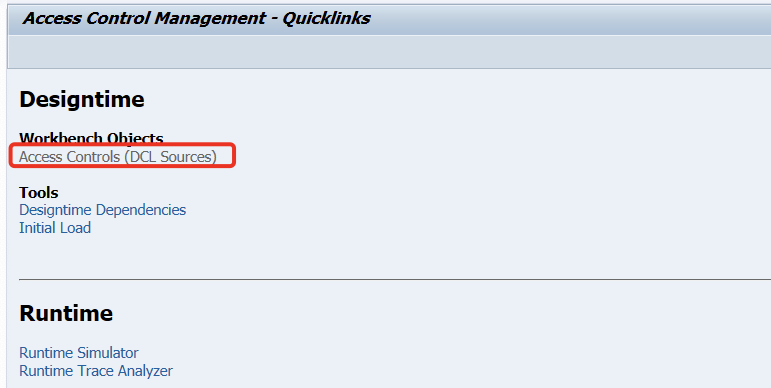 Access Control Management - Quicklinks
Designtime
Workbench Objects
Access Controls (DCL Sources)
Tools
Designtime Dependencies
Initial Load
Runtime
Runtime Simulator
Runtime Trace Analyzer